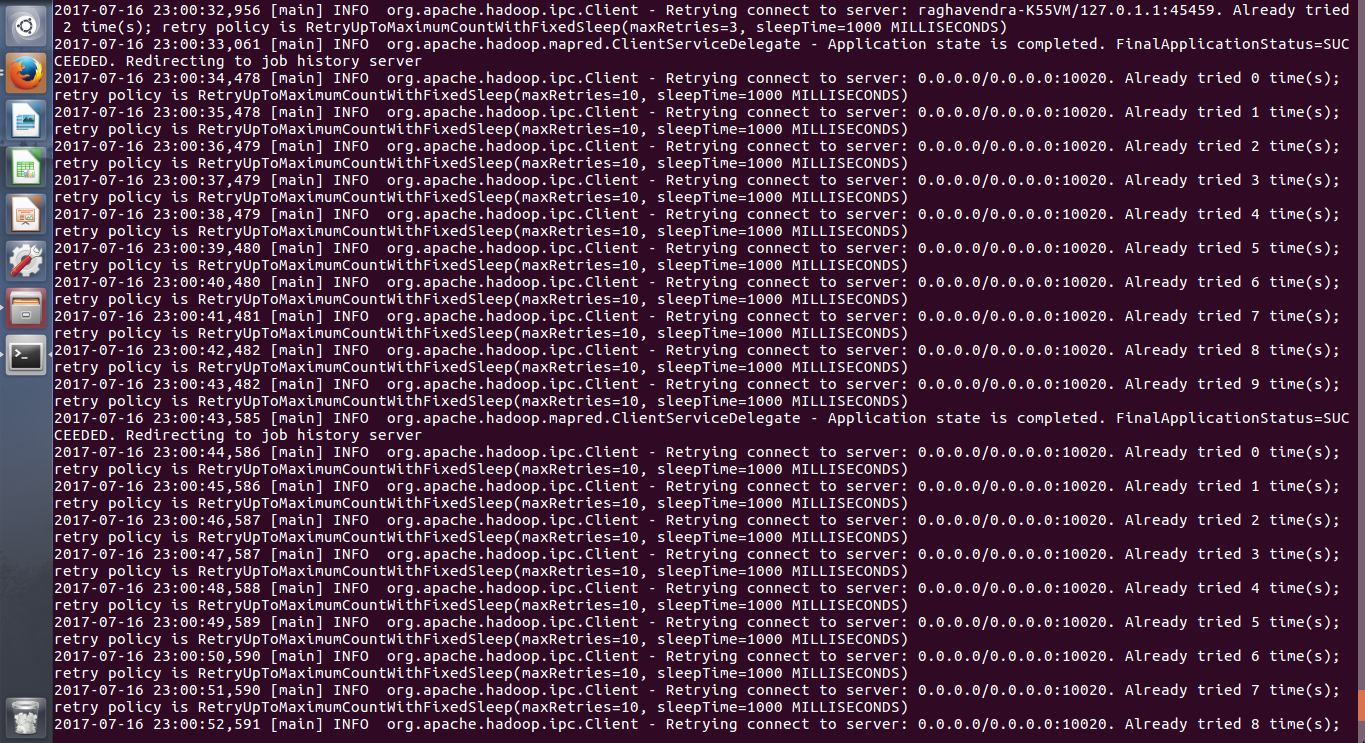 2017-07-16 23:00:32,956 [main] INFO  org.apache.hadoop.ipc.Client - Retrying connect to server: raghavendra-K55VM/127.0.1.1:45459. Already tried
 2 time(s); retry policy is RetryUpToMaximumCountWithFixedSleep(maxRetries=3, sleepTime=1000 MILLISECONDS)
2017-07-16 23:00:33,061 [main] INFO  org.apache.hadoop.mapred.ClientServiceDelegate - Application state is completed. FinalApplicationStatus=SUC
CEEDED. Redirecting to job history server
2017-07-16 23:00:34,478 [main] INFO  org.apache.hadoop.ipc.Client - Retrying connect to server: 0.0.0.0/0.0.0.0:10020. Already tried 0 time(s);
retry policy is RetryUpToMaximumCountWithFixedSleep(maxRetries=10, sleepTime=1000 MILLISECONDS)
2017-07-16 23:00:35,478 [main] INFO  org.apache.hadoop.ipc.Client - Retrying connect to server: 0.0.0.0/0.0.0.0:10020. Already tried 1 time(s);
retry policy is RetryUpToMaximumCountWithFixedSleep(maxRetries=10, sleepTime=1000 MILLISECONDS)
2017-07-16 23:00:36,479 [main] INFO  org.apache.hadoop.ipc.Client - Retrying connect to server: 0.0.0.0/0.0.0.0:10020. Already tried 2 time(s);
retry policy is RetryUpToMaximumCountWithFixedSleep(maxRetries=10, sleepTime=1000 MILLISECONDS)
2017-07-16 23:00:37,479 [main] INFO  org.apache.hadoop.ipc.Client - Retrying connect to server: 0.0.0.0/0.0.0.0:10020. Already tried 3 time(s);
retry policy is RetryUpToMaximumCountWithFixedSleep(maxRetries=10, sleepTime=1000 MILLISECONDS)
2017-07-16 23:00:38,479 [main] INFO  org.apache.hadoop.ipc.Client - Retrying connect to server: 0.0.0.0/0.0.0.0:10020. Already tried 4 time(s);
retry policy is RetryUpToMaximumCountWithFixedSleep(maxRetries=10, sleepTime=1000 MILLISECONDS)
2017-07-16 23:00:39,480 [main] INFO  org.apache.hadoop.ipc.Client - Retrying connect to server: 0.0.0.0/0.0.0.0:10020. Already tried 5 time(s);
retry policy is RetryUpToMaximumCountWithFixedSleep(maxRetries=10, sleepTime=1000 MILLISECONDS)
2017-07-16 23:00:40,480 [main] INFO  org.apache.hadoop.ipc.Client - Retrying connect to server: 0.0.0.0/0.0.0.0:10020. Already tried 6 time(s);
retry policy is RetryUpToMaximumCountWithFixedSleep(maxRetries=10, sleepTime=1000 MILLISECONDS)
2017-07-16 23:00:41,481 [main] INFO  org.apache.hadoop.ipc.Client - Retrying connect to server: 0.0.0.0/0.0.0.0:10020. Already tried 7 time(s);
retry policy is RetryUpToMaximumCountWithFixedSleep(maxRetries=10, sleepTime=1000 MILLISECONDS)
2017-07-16 23:00:42,482 [main] INFO  org.apache.hadoop.ipc.Client - Retrying connect to server: 0.0.0.0/0.0.0.0:10020. Already tried 8 time(s);
retry policy is RetryUpToMaximumCountWithFixedSleep(maxRetries=10, sleepTime=1000 MILLISECONDS)
2017-07-16 23:00:43,482 [main] INFO  org.apache.hadoop.ipc.Client - Retrying connect to server: 0.0.0.0/0.0.0.0:10020. Already tried 9 time(s);
retry policy is RetryUpToMaximumCountWithFixedSleep(maxRetries=10, sleepTime=1000 MILLISECONDS)
2017-07-16 23:00:43,585 [main] INFO  org.apache.hadoop.mapred.ClientServiceDelegate - Application state is completed. FinalApplicationStatus=SUC
CEEDED. Redirecting to job history server
2017-07-16 23:00:44,586 [main] INFO  org.apache.hadoop.ipc.Client - Retrying connect to server: 0.0.0.0/0.0.0.0:10020. Already tried 0 time(s);
retry policy is RetryUpToMaximumCountWithFixedSleep(maxRetries=10, sleepTime=1000 MILLISECONDS)
2017-07-16 23:00:45,586 [main] INFO  org.apache.hadoop.ipc.Client - Retrying connect to server: 0.0.0.0/0.0.0.0:10020. Already tried 1 time(s);
retry policy is RetryUpToMaximumCountWithFixedSleep(maxRetries=10, sleepTime=1000 MILLISECONDS)
2017-07-16 23:00:46,587 [main] INFO  org.apache.hadoop.ipc.Client - Retrying connect to server: 0.0.0.0/0.0.0.0:10020. Already tried 2 time(s);
retry policy is RetryUpToMaximumCountWithFixedSleep(maxRetries=10, sleepTime=1000 MILLISECONDS)
2017-07-16 23:00:47,587 [main] INFO  org.apache.hadoop.ipc.Client - Retrying connect to server: 0.0.0.0/0.0.0.0:10020. Already tried 3 time(s);
retry policy is RetryUpToMaximumCountWithFixedSleep(maxRetries=10, sleepTime=1000 MILLISECONDS)
2017-07-16 23:00:48,588 [main] INFO  org.apache.hadoop.ipc.Client - Retrying connect to server: 0.0.0.0/0.0.0.0:10020. Already tried 4 time(s);
retry policy is RetryUpToMaximumCountWithFixedSleep(maxRetries=10, sleepTime=1000 MILLISECONDS)
2017-07-16 23:00:49,589 [main] INFO  org.apache.hadoop.ipc.Client - Retrying connect to server: 0.0.0.0/0.0.0.0:10020. Already tried 5 time(s);
retry policy is RetryUpToMaximumCountWithFixedSleep(maxRetries=10, sleepTime=1000 MILLISECONDS)
2017-07-16 23:00:50,590 [main] INFO  org.apache.hadoop.ipc.Client - Retrying connect to server: 0.0.0.0/0.0.0.0:10020. Already tried 6 time(s);
retry policy is RetryUpToMaximumCountWithFixedSleep(maxRetries=10, sleepTime=1000 MILLISECONDS)
2017-07-16 23:00:51,590 [main] INFO  org.apache.hadoop.ipc.Client - Retrying connect to server: 0.0.0.0/0.0.0.0:10020. Already tried 7 time(s);
retry policy is RetryUpToMaximumCountWithFixedSleep(maxRetries=10, sleepTime=1000 MILLISECONDS)
2017-07-16 23:00:52,591 [main] INFO  org.apache.hadoop.ipc.Client - Retrying connect to server: 0.0.0.0/0.0.0.0:10020. Already tried 8 time(s);